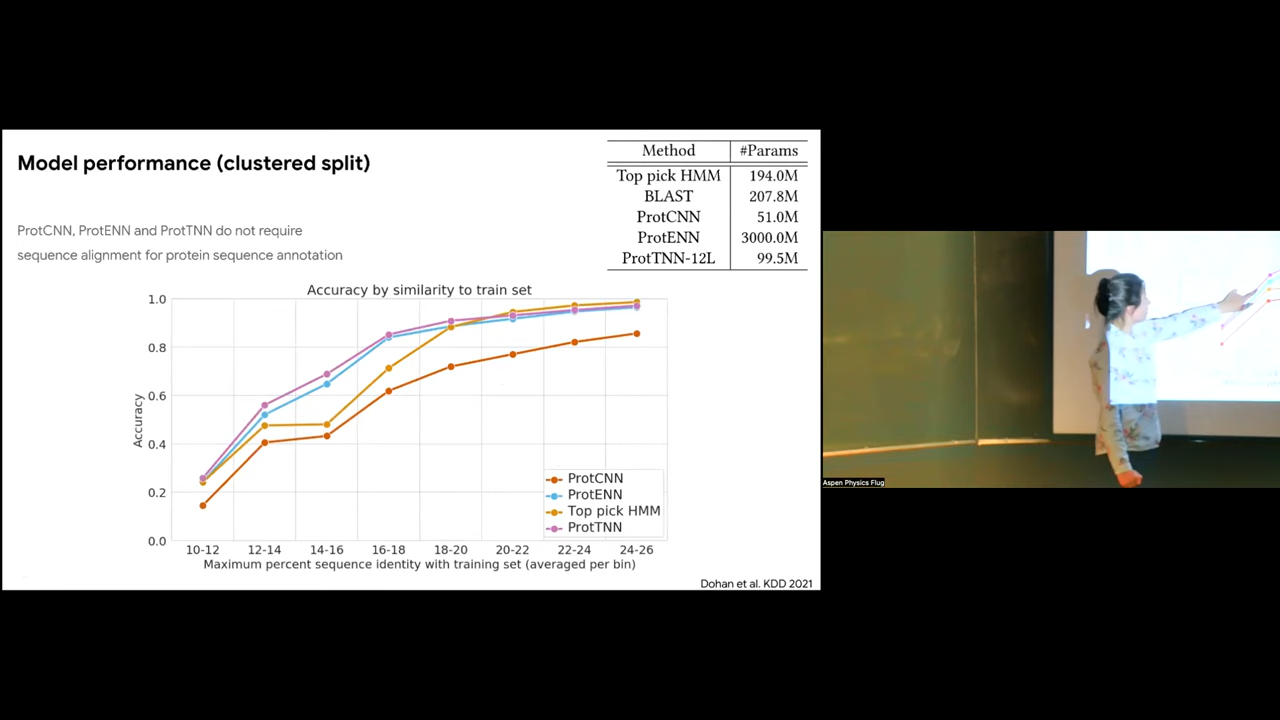 Model performance (clustered split)
ProtCNN, ProtENN and ProtTNN do not require
sequence alignment for protein sequence annotation
Method #Params
Top pick HMM 194.0M
BLAST 207.8M
ProtCNN 51.0M
ProtENN 3000.0M
ProtTNN-12L 99.5M
Accuracy by similarity to train set
Accuracy
1.0
0.8
0.6
0.4
0.2
0.0
ProtCNN
ProtENN
Top pick HMM
ProtTNN
10-12 12-14 14-16 16-18 18-20 20-22 22-24 24-26
Maximum percent sequence identity with training set (averaged per bin)
Dohan et al. KDD 2021
Aspen Physics Flug